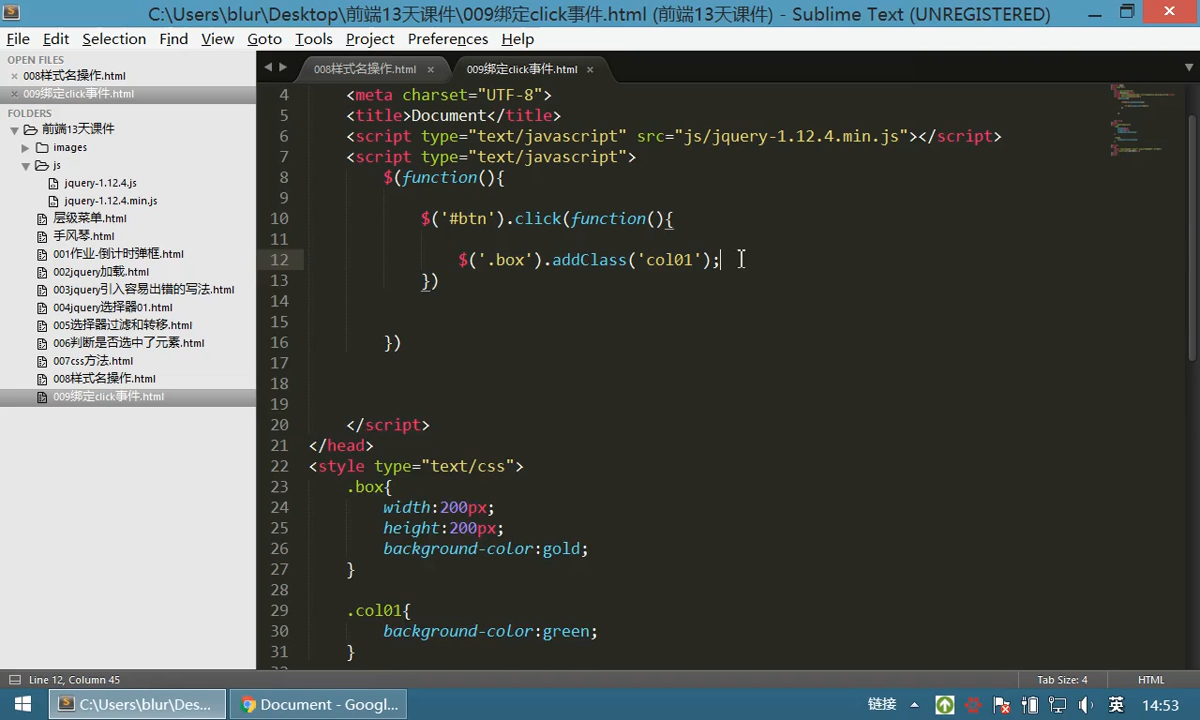 C:\Users\blur\Desktop\前端13天课件\009绑定click事件.html (前端13天课件) - Sublime Text (UNREGISTERED)
File Edit Selection Find View Goto Tools Project Preferences Help
OPEN FILES
008样式名操作.html
009绑定click事件.html
FOLDERS
前端13天课件
images
js
jquery-1.12.4.js
jquery-1.12.4.min.js
层级菜单.html
手风琴.html
001作业-倒计时弹框.html
002jquery加载.html
003jquery引入容易出错的写法.html
004jquery选择器01.html
005选择器过滤和转移.html
006判断是否选中了元素.html
007css方法.html
008样式名操作.html
009绑定click事件.html
008样式名操作.html 009绑定click事件.html
4 <meta charset="UTF-8">
5 <title>Document</title>
6 <script type="text/javascript" src="js/jquery-1.12.4.min.js"></script>
7 <script type="text/javascript">
8 $(function(){
9
10 $('#btn').click(function(){
11
12 $('.box').addClass('col01');
13 })
14
15
16 })
17
18
19
20 </script>
21 </head>
22 <style type="text/css">
23 .box{
24 width:200px;
25 height:200px;
26 background-color:gold;
27 }
28
29 .col01{
30 background-color:green;
31 }
Line 12, Column 45 Tab Size: 4 HTML
C:\Users\blur\Des... Document - Googl... 链接 英 14:53